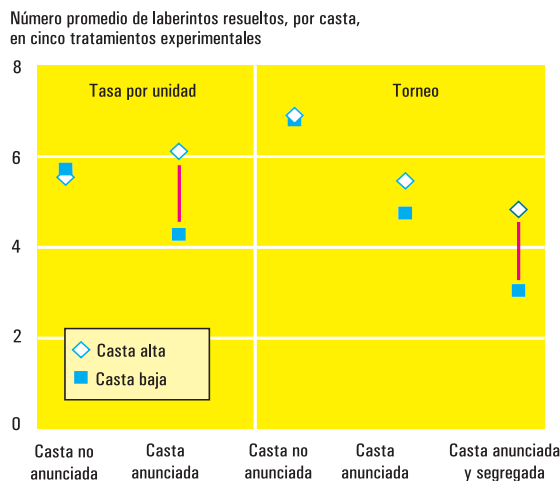 Número promedio de laberintos resueltos, por casta,
en cinco tratamientos experimentales
8
Tasa por unidad
Torneo
6
4
2
Casta alta
Casta baja
0
Casta no
anunciada
Casta
anunciada
Casta no
anunciada
Casta
anunciada
Casta anunciada
y segregada